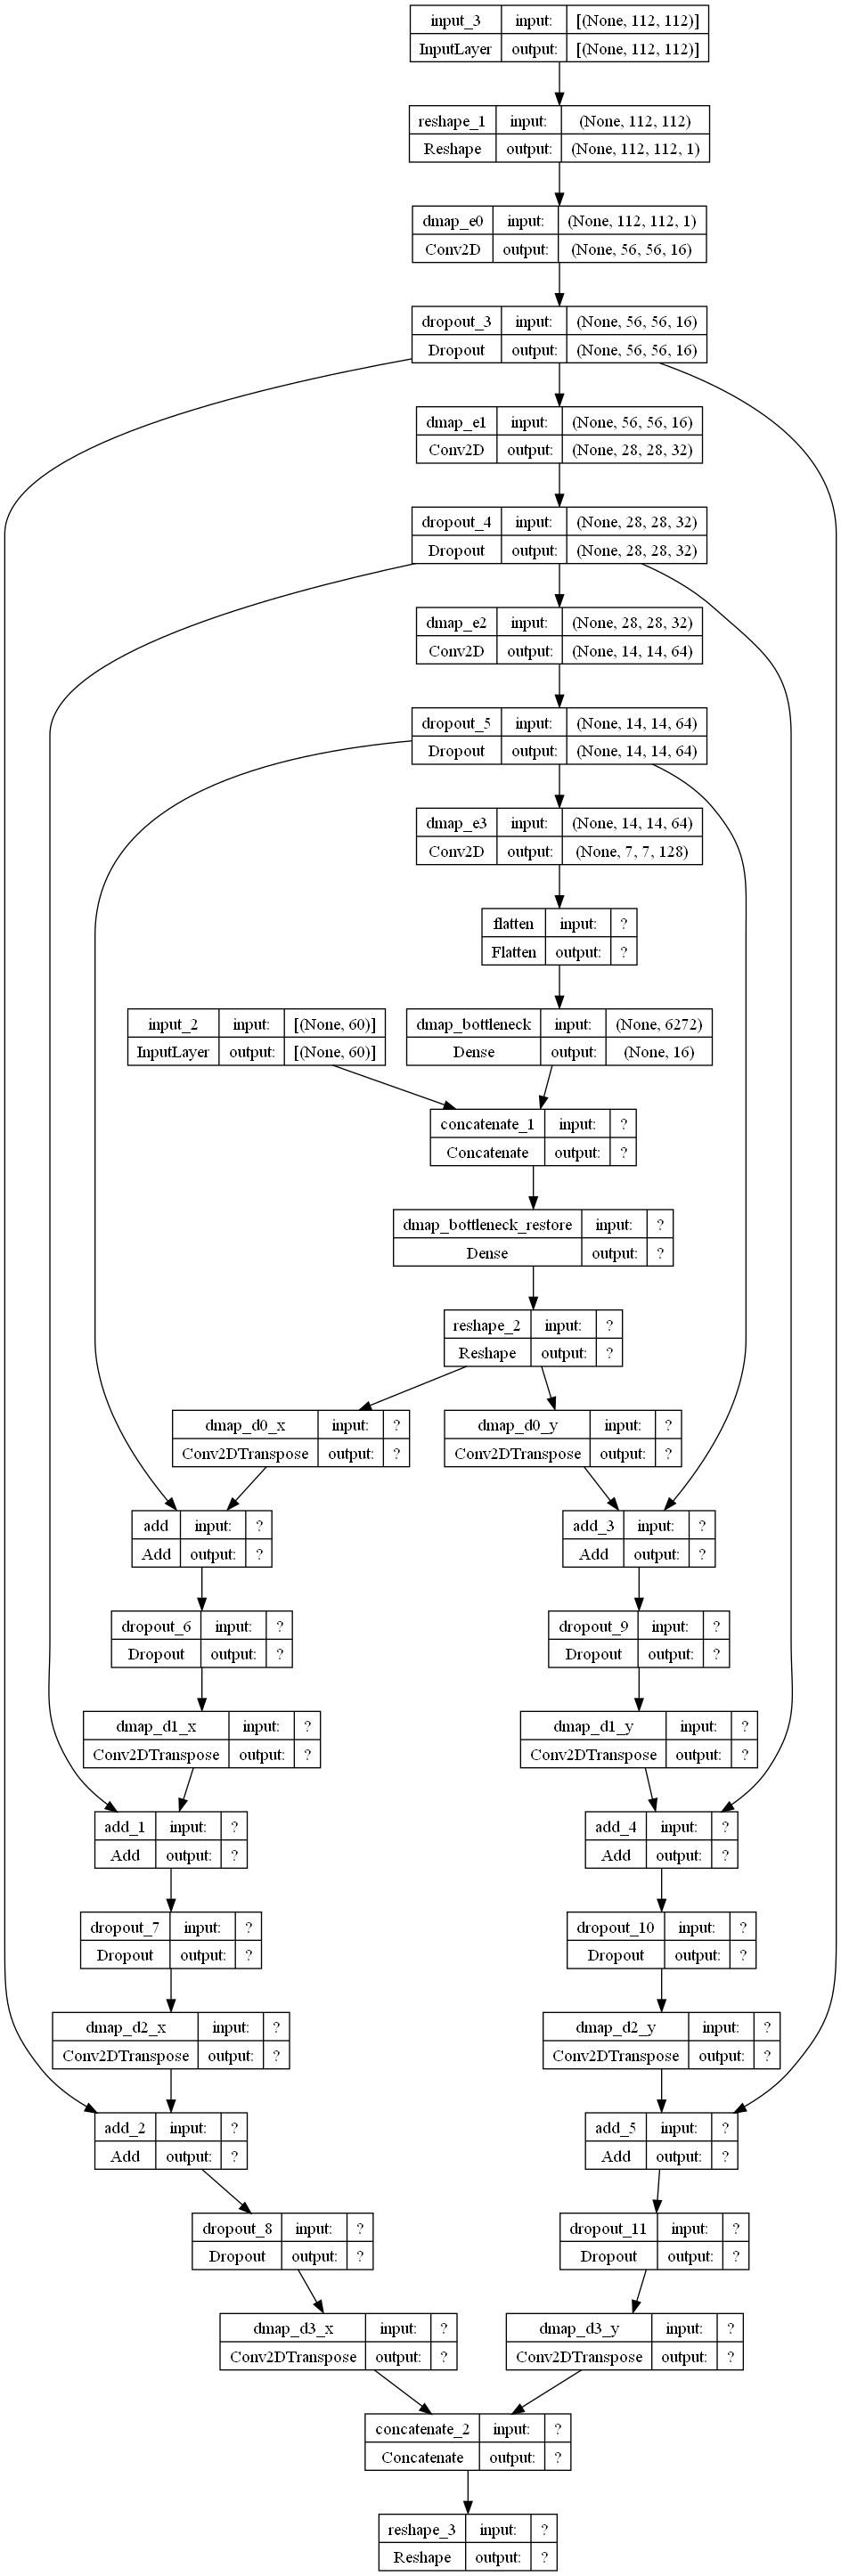 input_3 input: [(None, 112, 112)]
InputLayer output: [(None, 112, 112)]
reshape_1 input: (None, 112, 112)
Reshape output: (None, 112, 112, 1)
dmap_e0 input: (None, 112, 112, 1)
Conv2D output: (None, 56, 56, 16)
dropout_3 input: (None, 56, 56, 16)
Dropout output: (None, 56, 56, 16)
dmap_e1 input: (None, 56, 56, 16)
Conv2D output: (None, 28, 28, 32)
dropout_4 input: (None, 28, 28, 32)
Dropout output: (None, 28, 28, 32)
dmap_e2 input: (None, 28, 28, 32)
Conv2D output: (None, 14, 14, 64)
dropout_5 input: (None, 14, 14, 64)
Dropout output: (None, 14, 14, 64)
dmap_e3 input: (None, 14, 14, 64)
Conv2D output: (None, 7, 7, 128)
flatten input: ?
Flatten output: ?
input_2 input: [(None, 60)]
InputLayer output: [(None, 60)]
dmap_bottleneck input: (None, 6272)
Dense output: (None, 16)
concatenate_1 input: ?
Concatenate output: ?
dmap_bottleneck_restore input: ?
Dense output: ?
reshape_2 input: ?
Reshape output: ?
dmap_d0_x input: ?
Conv2DTranspose output: ?
dmap_d0_y input: ?
Conv2DTranspose output: ?
add input: ?
Add output: ?
add_3 input: ?
Add output: ?
dropout_6 input: ?
Dropout output: ?
dropout_9 input: ?
Dropout output: ?
dmap_d1_x input: ?
Conv2DTranspose output: ?
dmap_d1_y input: ?
Conv2DTranspose output: ?
add_1 input: ?
Add output: ?
add_4 input: ?
Add output: ?
dropout_7 input: ?
Dropout output: ?
dropout_10 input: ?
Dropout output: ?
dmap_d2_x input: ?
Conv2DTranspose output: ?
dmap_d2_y input: ?
Conv2DTranspose output: ?
add_2 input: ?
Add output: ?
add_5 input: ?
Add output: ?
dropout_8 input: ?
Dropout output: ?
dropout_11 input: ?
Dropout output: ?
dmap_d3_x input: ?
Conv2DTranspose output: ?
dmap_d3_y input: ?
Conv2DTranspose output: ?
concatenate_2 input: ?
Concatenate output: ?
reshape_3 input: ?
Reshape output: ?